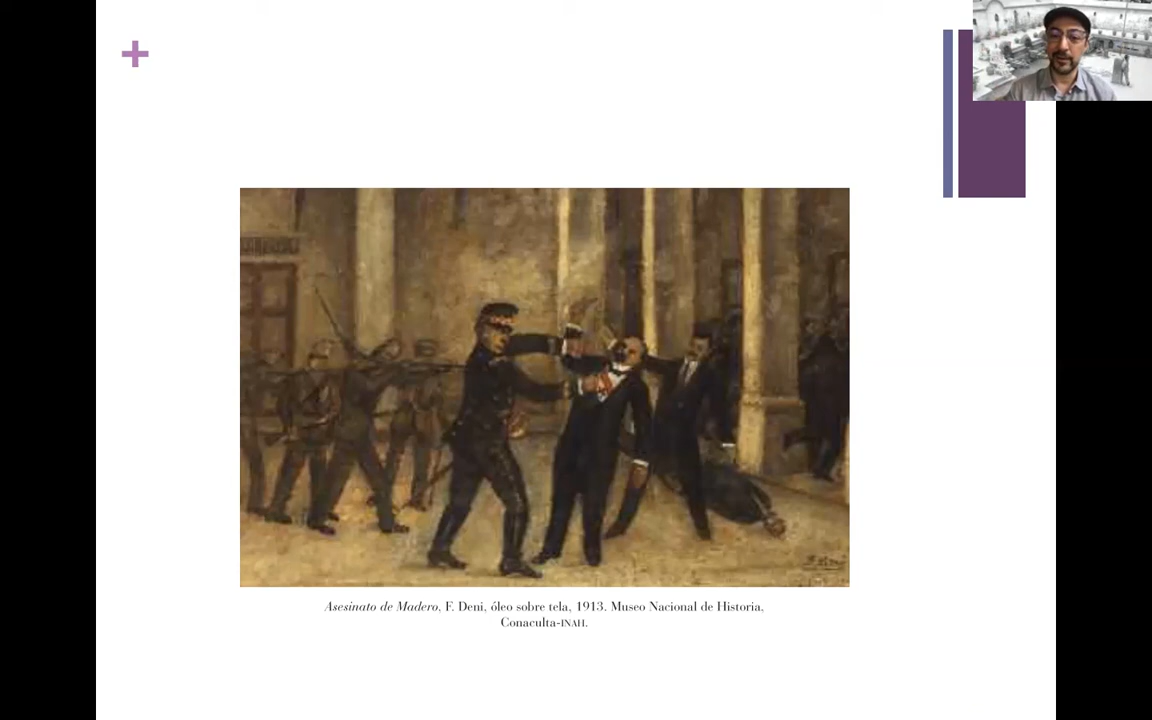 Asesinato de Madero, F. Deni, óleo sobre tela, 1913. Museo Nacional de Historia,
Conaculta-INAH.